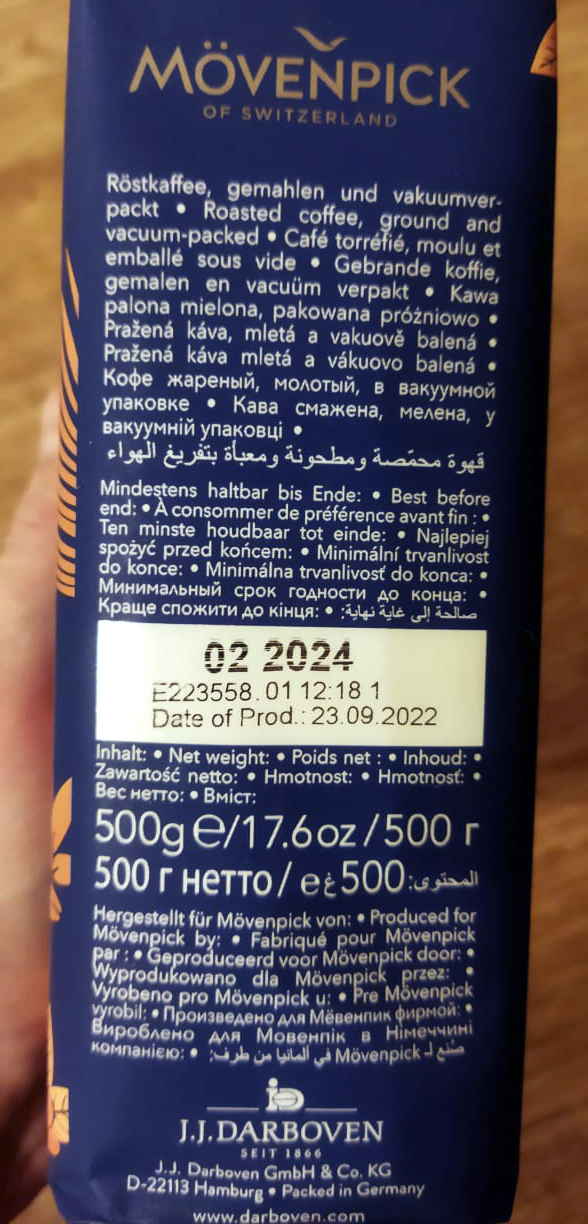 MÖVENPICK
OF SWITZERLAND
Röstkaffee, gemahlen und vakuumver-
packt • Roasted coffee, ground and
vacuum-packed • Café torréfié, moulu et
emballé sous vide • Gebrande koffie,
gemalen en vacuüm verpakt • Kawa
palona mielona, pakowana próżniowo •
Pražená káva, mletá a vakuově balená •
Pražená káva mletá a vákuovo balená •
Кофе жареный, молотый, в вакуумной
упаковке • Кава смажена, мелена, у
вакуумній упаковці •
قهوة محمّصة ومطحونة ومعبأة بتفريغ الهواء
Mindestens haltbar bis Ende: • Best before
end: • À consommer de préférence avant fin : •
Ten minste houdbaar tot einde: • Najlepiej
spożyć przed końcem: • Minimální trvanlivost
do konce: • Minimálna trvanlivosť do konca: •
Минимальный срок годности до конца: •
Краще спожити до кінця: • صالحة إلى غاية نهاية:
02 2024
E223558.01 12:18 1
Date of Prod.: 23.09.2022
Inhalt: • Net weight: • Poids net : • Inhoud: •
Zawartość netto: • Hmotnost: • Hmotnosť: •
Вес нетто: • Вміст:
500g e/17.6 oz / 500 г
500 г нетто / المحتوى: 500 غ e
Hergestellt für Mövenpick von: • Produced for
Mövenpick by: • Fabriqué pour Mövenpick
par : • Geproduceerd voor Mövenpick door: •
Wyprodukowano dla Mövenpick przez: •
Vyrobeno pro Mövenpick u: • Pre Mövenpick
vyrobil: • Произведено для Мёвенпик фирмой: •
Вироблено для Мовенпік в Німеччині
компанією: • صنع لـ Mövenpick في ألمانيا من طرف:
J.J.DARBOVEN
SEIT 1866
J.J. Darboven GmbH & Co. KG
D-22113 Hamburg • Packed in Germany
www.darboven.com